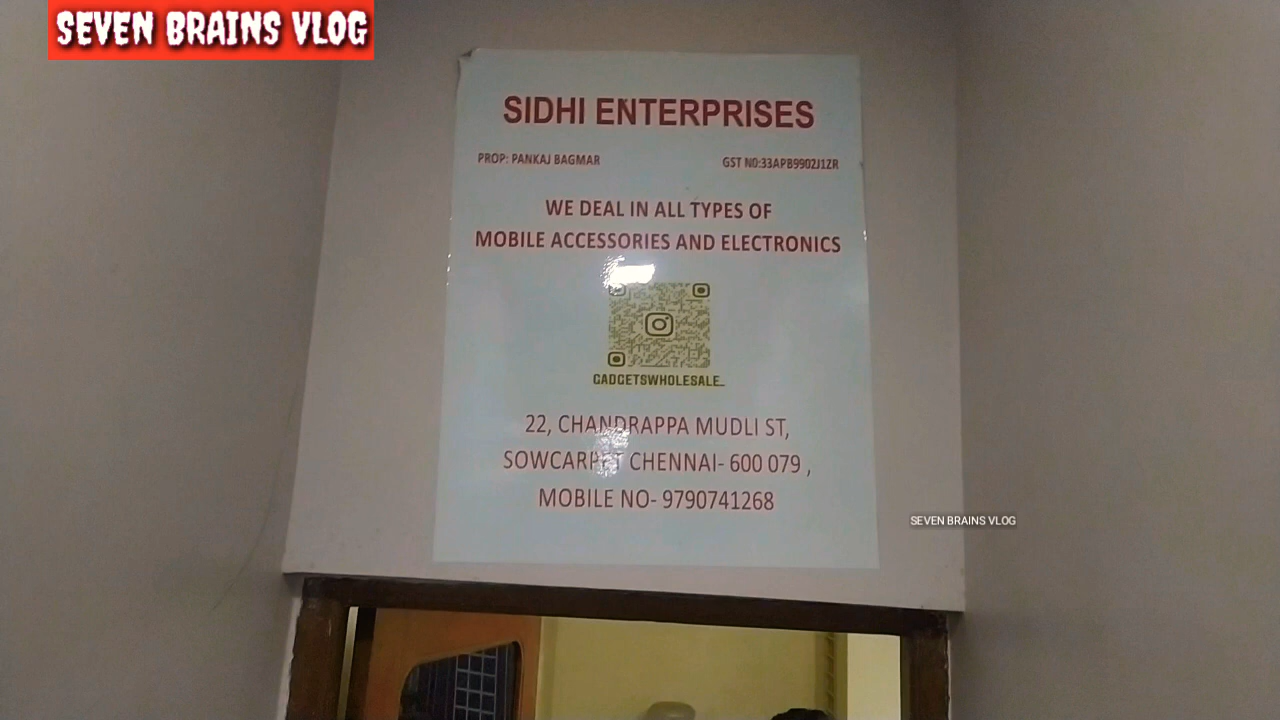 SEVEN BRAINS VLOG
SIDHI ENTERPRISES
PROP: PANKAJ BAGMAR
GST NO:33APB9902J1ZR
WE DEAL IN ALL TYPES OF
MOBILE ACCESSORIES AND ELECTRONICS
GADGETSWHOLESALE_
22, CHANDRAPPA MUDLI ST,
SOWCARPET CHENNAI- 600 079 ,
MOBILE NO- 9790741268
SEVEN BRAINS VLOG